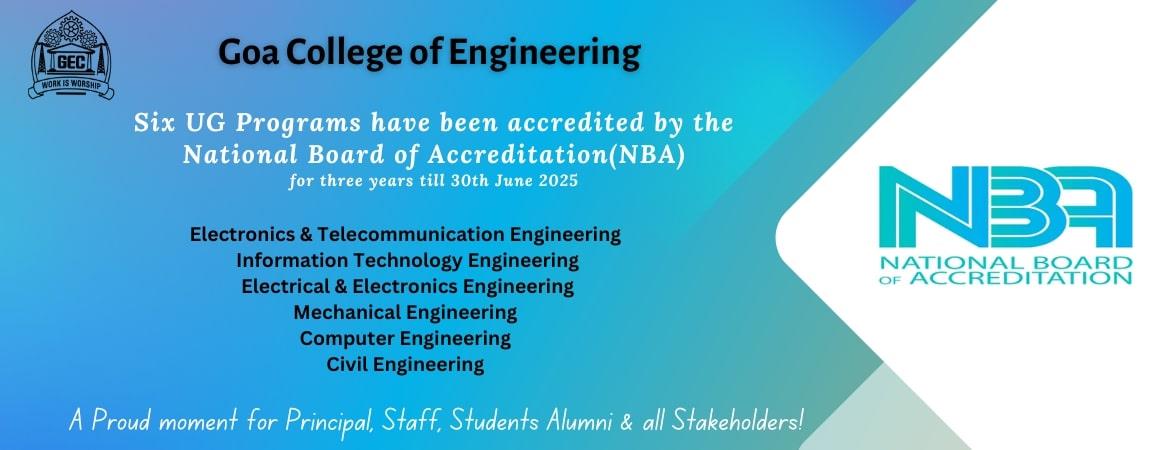 GEC
WORK IS WORSHIP
Goa College of Engineering
Six UG Programs have been accredited by the
National Board of Accreditation(NBA)
for three years till 30th June 2025
Electronics & Telecommunication Engineering
Information Technology Engineering
Electrical & Electronics Engineering
Mechanical Engineering
Computer Engineering
Civil Engineering
A Proud moment for Principal, Staff, Students Alumni & all Stakeholders!
NBA
NATIONAL BOARD
OF ACCREDITATION